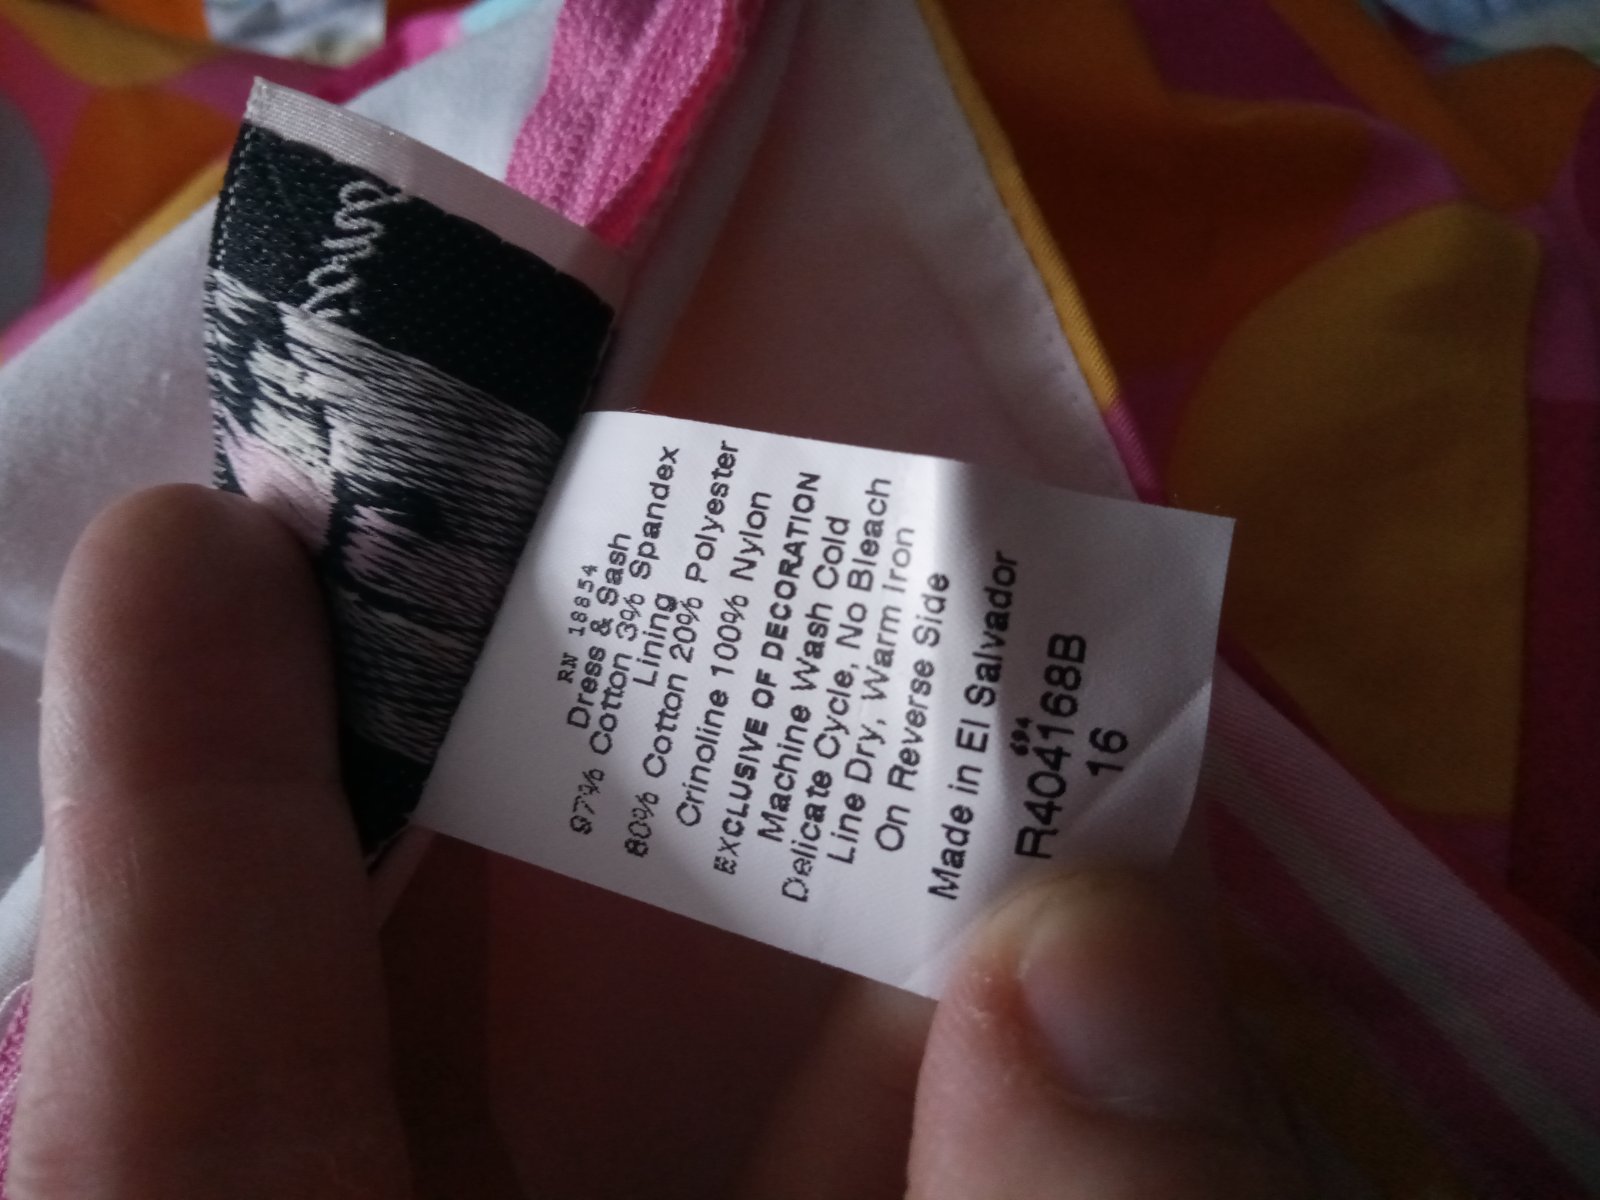 RN 18854
Dress & Sash
97% Cotton 3% Spandex
Lining
80% Cotton 20% Polyester
Crinoline 100% Nylon
EXCLUSIVE OF DECORATION
Machine Wash Cold
Delicate Cycle, No Bleach
Line Dry, Warm Iron
On Reverse Side
Made in El Salvador
694
R404168B
16